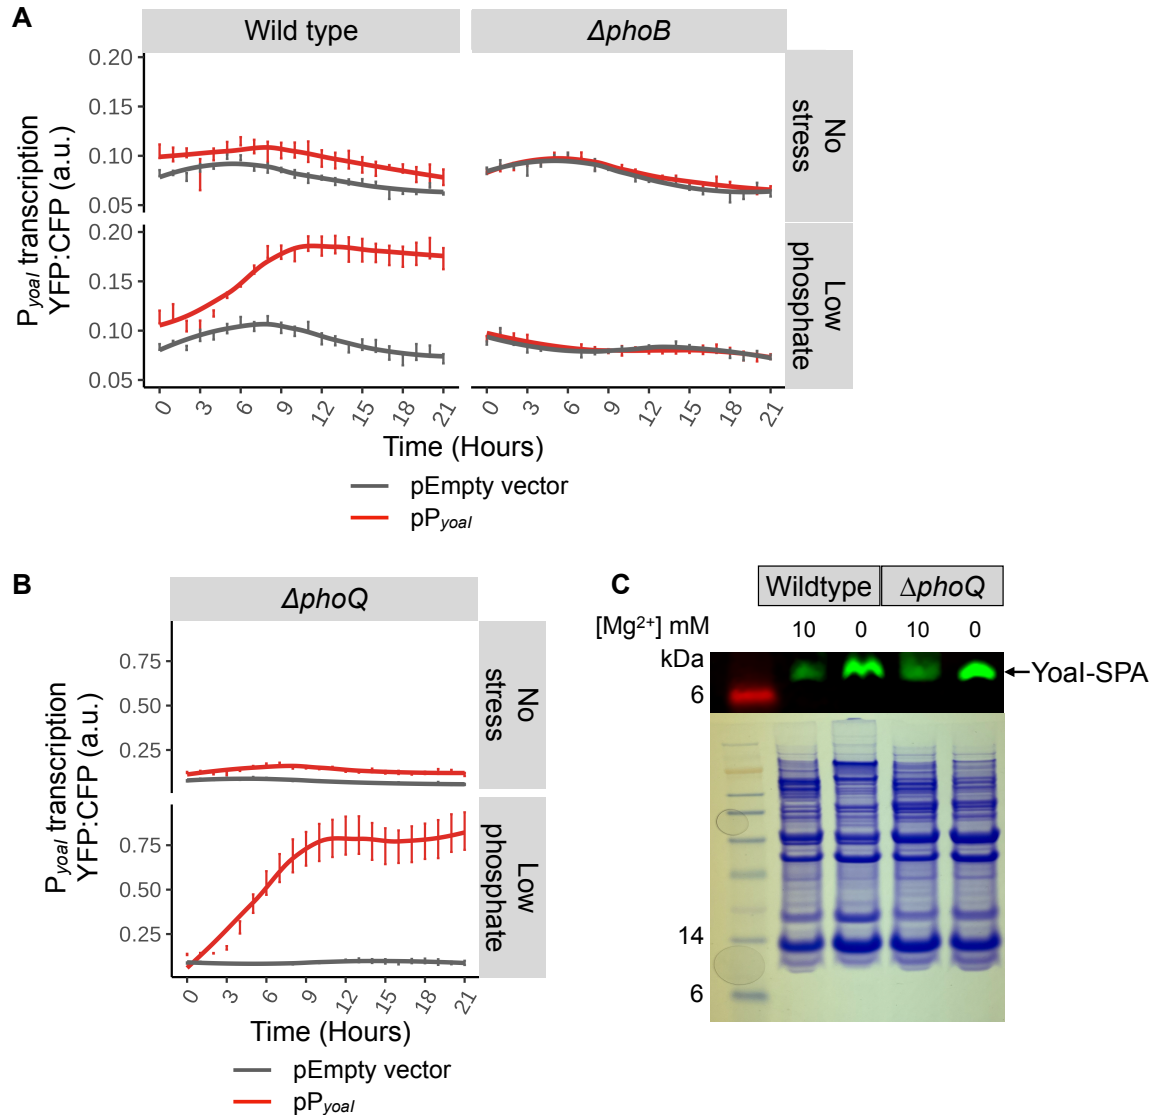 A
Wild type
ΔphoB
0.20
0.15
0.10
0.05
No
stress
0.20
0.15
0.10
0.05
Low
phosphate
P_yoaI transcription
YFP:CFP (a.u.)
0 3 6 9 12 15 18 21
0 3 6 9 12 15 18 21
Time (Hours)
pEmpty vector
pP_yoaI
B
ΔphoQ
0.75
0.50
0.25
No
stress
0.75
0.50
0.25
Low
phosphate
P_yoaI transcription
YFP:CFP (a.u.)
0 3 6 9 12 15 18 21
Time (Hours)
pEmpty vector
pP_yoaI
C
Wildtype
ΔphoQ
[Mg²⁺] mM 10 0 10 0
kDa
6
YoaI-SPA
14
6